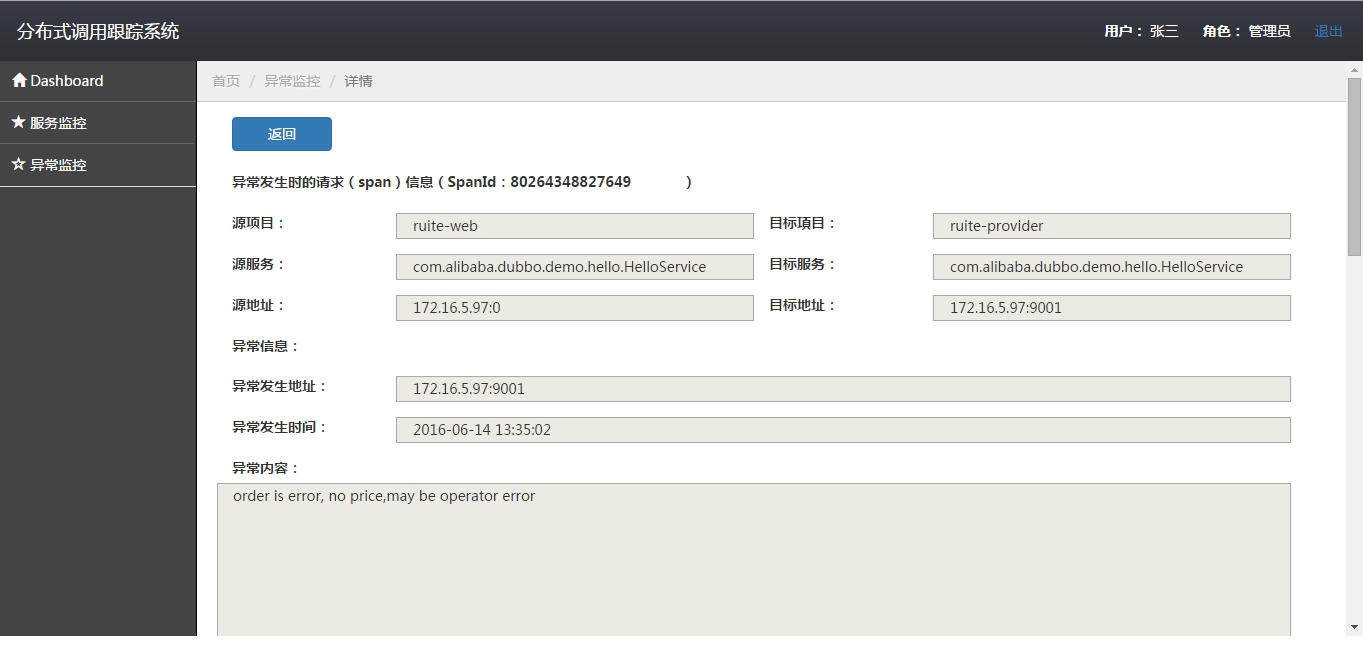 分布式调用跟踪系统
用户： 张三 角色： 管理员 退出
Dashboard
服务监控
异常监控
首页 / 异常监控 / 详情
返回
异常发生时的请求（span）信息（SpanId：80264348827649 ）
源项目： ruite-web 目标項目： ruite-provider
源服务： com.alibaba.dubbo.demo.hello.HelloService 目标服务： com.alibaba.dubbo.demo.hello.HelloService
源地址： 172.16.5.97:0 目标地址： 172.16.5.97:9001
异常信息：
异常发生地址： 172.16.5.97:9001
异常发生时间： 2016-06-14 13:35:02
异常内容：
order is error, no price,may be operator error